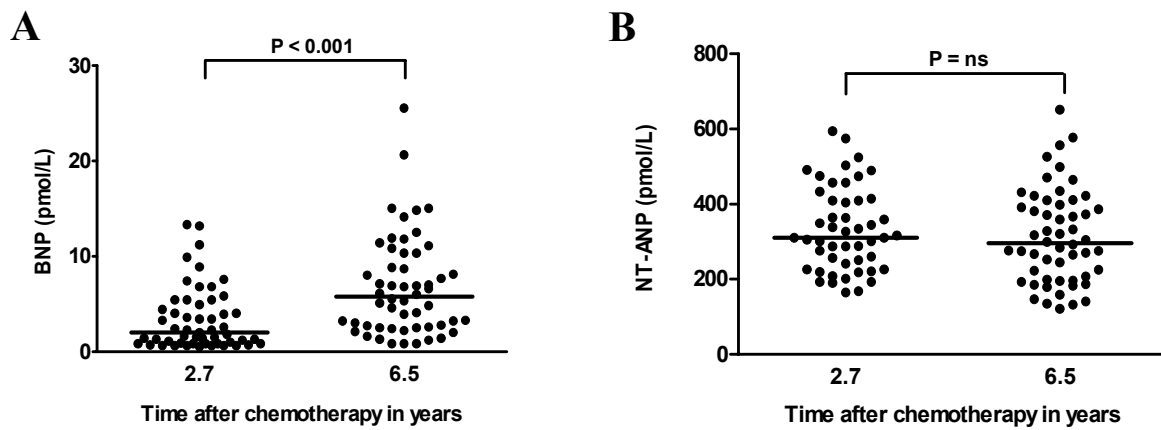 A
P < 0.001
30
20
10
0
BNP (pmol/L)
2.7
6.5
Time after chemotherapy in years
B
P = ns
800
600
400
200
0
NT-ANP (pmol/L)
2.7
6.5
Time after chemotherapy in years